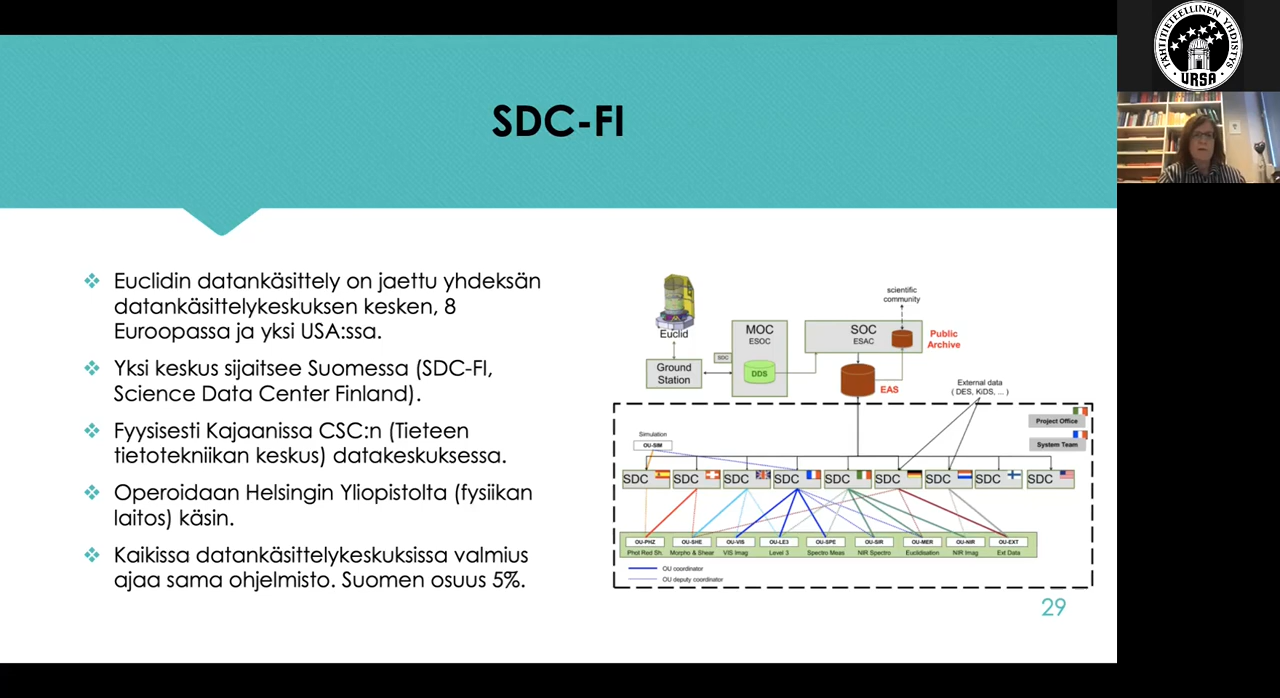 SDC-FI
Euclidin datankäsittely on jaettu yhdeksän
datankäsittelykeskuksen kesken, 8
Euroopassa ja yksi USA:ssa.
Yksi keskus sijaitsee Suomessa (SDC-FI,
Science Data Center Finland).
Fyysisesti Kajaanissa CSC:n (Tieteen
tietotekniikan keskus) datakeskuksessa.
Operoidaan Helsingin Yliopistolta (fysiikan
laitos) käsin.
Kaikissa datankäsittelykeskuksissa valmius
ajaa sama ohjelmisto. Suomen osuus 5%.
Euclid
Ground
Station
SOC
MOC
ESOC
DDS
SOC
ESAC
scientific
community
Public
Archive
EAS
External data
( DES, KiDS, ... )
Project Office
System Team
Simulation
OU-SIM
SDC SDC SDC SDC SDC SDC SDC SDC SDC
OU-PHZ OU-SHE OU-VIS OU-LE3 OU-SPE OU-SIR OU-MER OU-NIR OU-EXT
Phot Red Sh. Morpho & Shear VIS Imag Level 3 Spectro Meas NIR Spectro Euclidisation NIR Imag Ext Data
OU coordinator
OU deputy coordinator
29
TÄHTITIETEELLINEN YHDISTYS
URSA